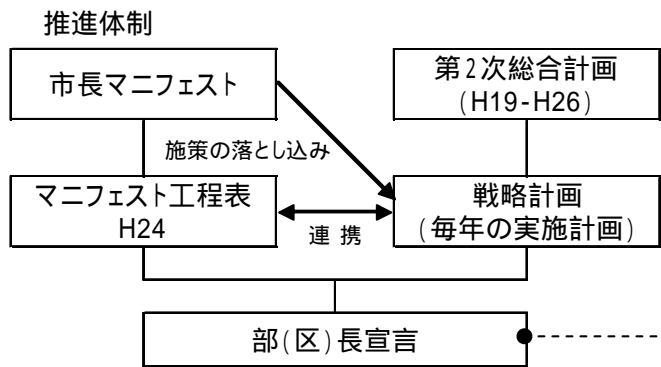 推進体制
市長マニフェスト
第2次総合計画
(H19-H26)
施策の落とし込み
マニフェスト工程表
H24
連 携
戦略計画
(毎年の実施計画)
部(区)長宣言